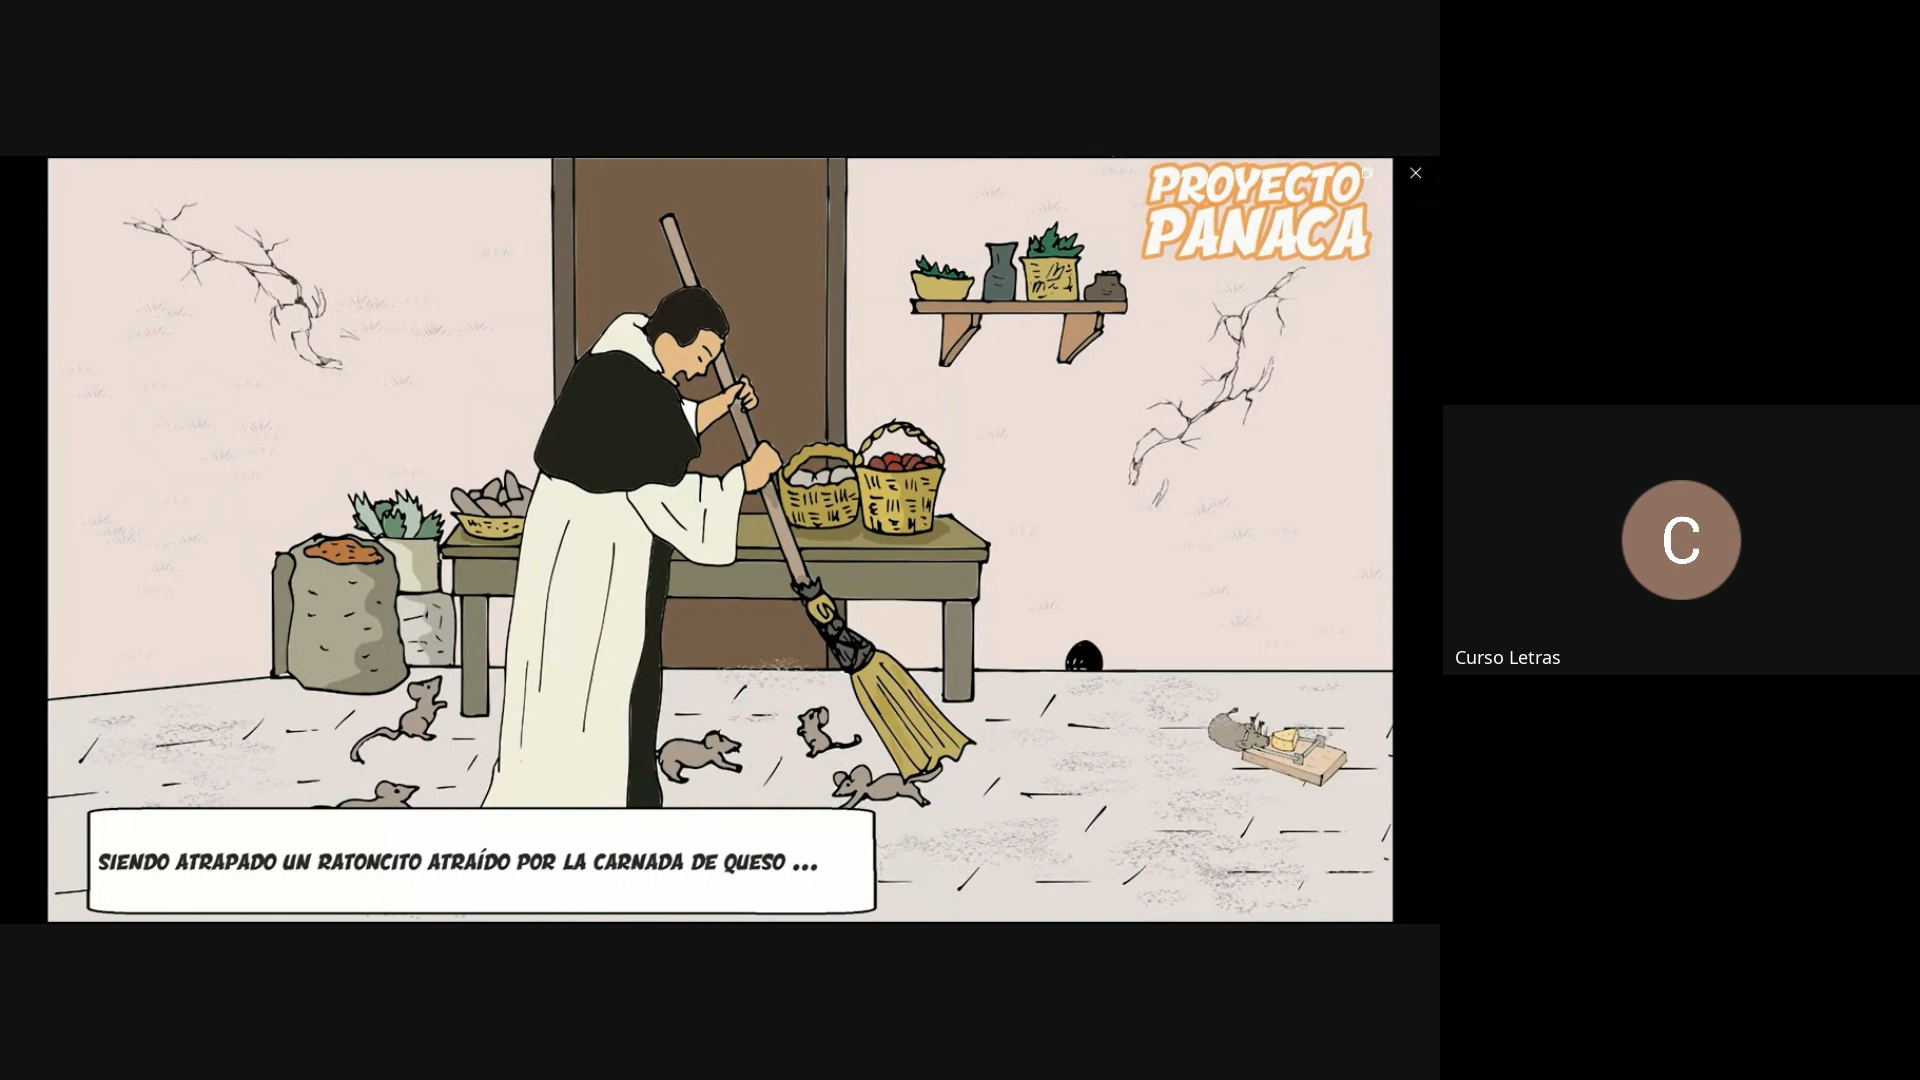 PROYECTO
PANACA
C
Curso Letras
SIENDO ATRAPADO UN RATONCITO ATRAÍDO POR LA CARNADA DE QUESO ...